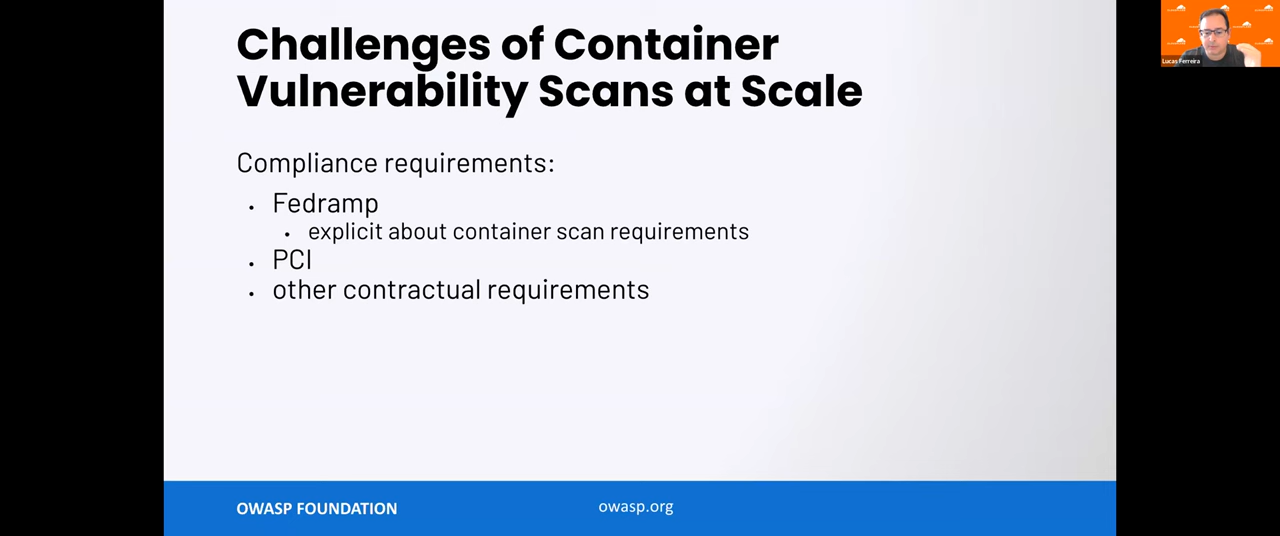 Challenges of Container
Vulnerability Scans at Scale
Compliance requirements:
• Fedramp
• explicit about container scan requirements
• PCI
• other contractual requirements
OWASP FOUNDATION
owasp.org
Lucas Ferreira